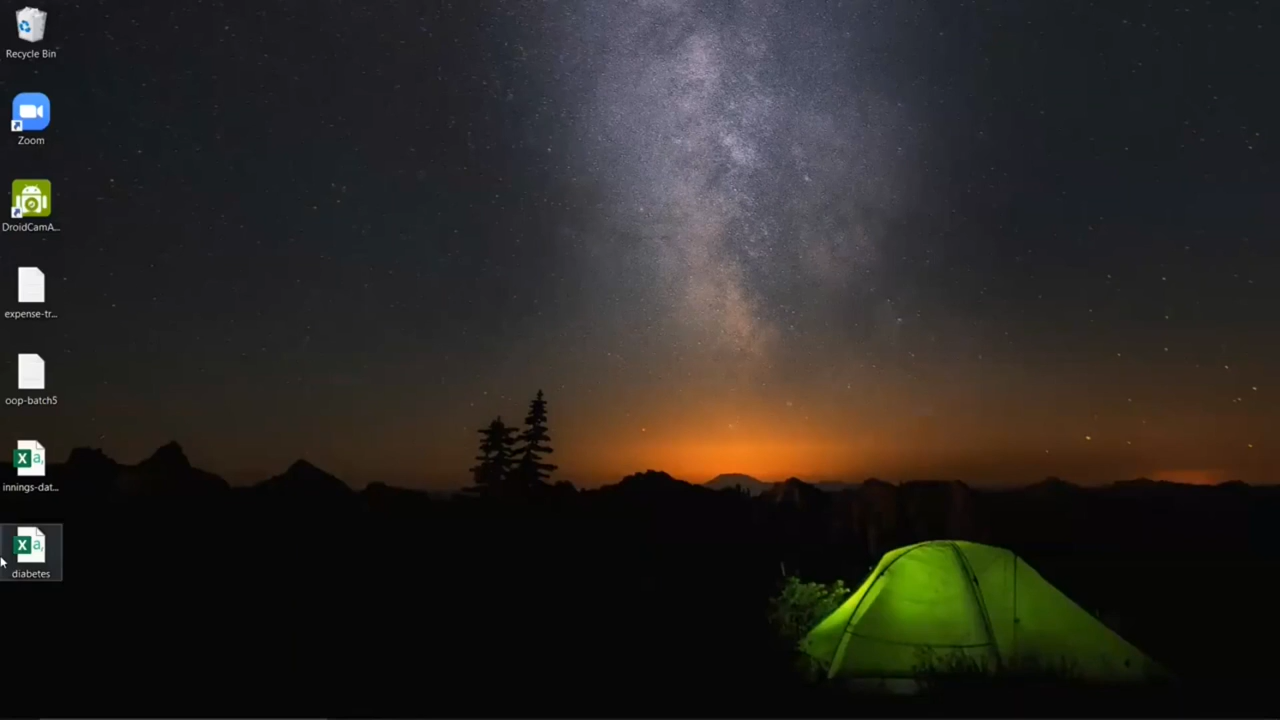 Recycle Bin
Zoom
DroidCamA...
expense-tr...
oop-batch5
innings-dat...
diabetes